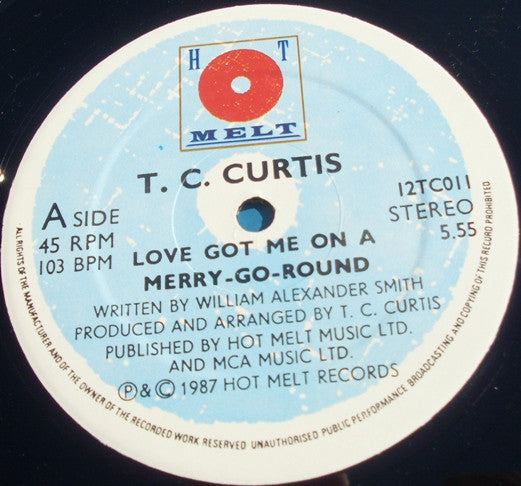 H T
MELT
T. C. CURTIS
A SIDE
45 RPM
103 BPM
12TC011
STEREO
5.55
LOVE GOT ME ON A
MERRY-GO-ROUND
WRITTEN BY WILLIAM ALEXANDER SMITH
PRODUCED AND ARRANGED BY T. C. CURTIS
PUBLISHED BY HOT MELT MUSIC LTD.
AND MCA MUSIC LTD.
Ⓟ & © 1987 HOT MELT RECORDS
ALL RIGHTS OF THE MANUFACTURER AND OF THE OWNER OF THE RECORDED WORK RESERVED UNAUTHORISED PUBLIC PERFORMANCE BROADCASTING AND COPYING OF THIS RECORD PROHIBITED